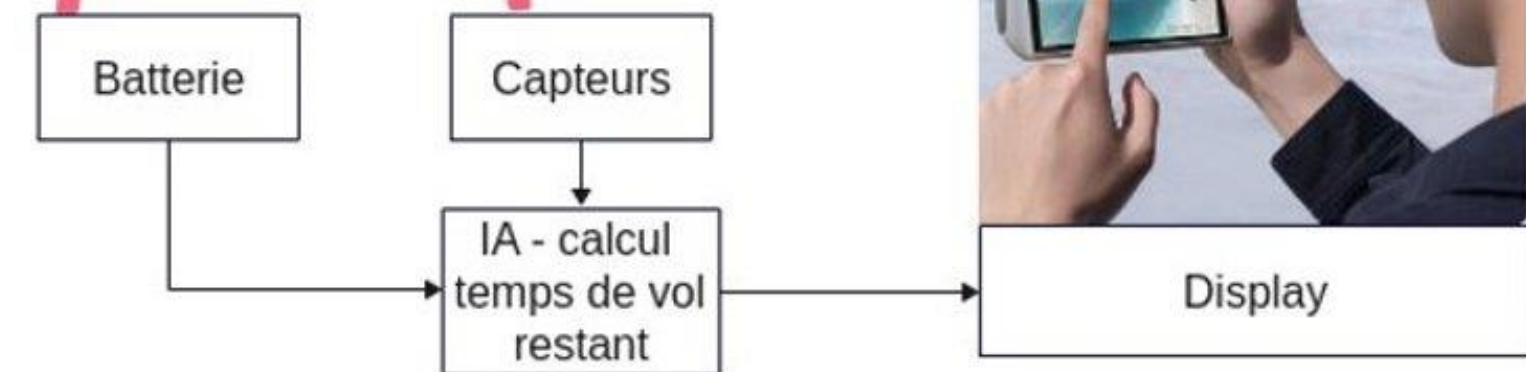 Batterie
Capteurs
IA - calcul
temps de vol
restant
Display